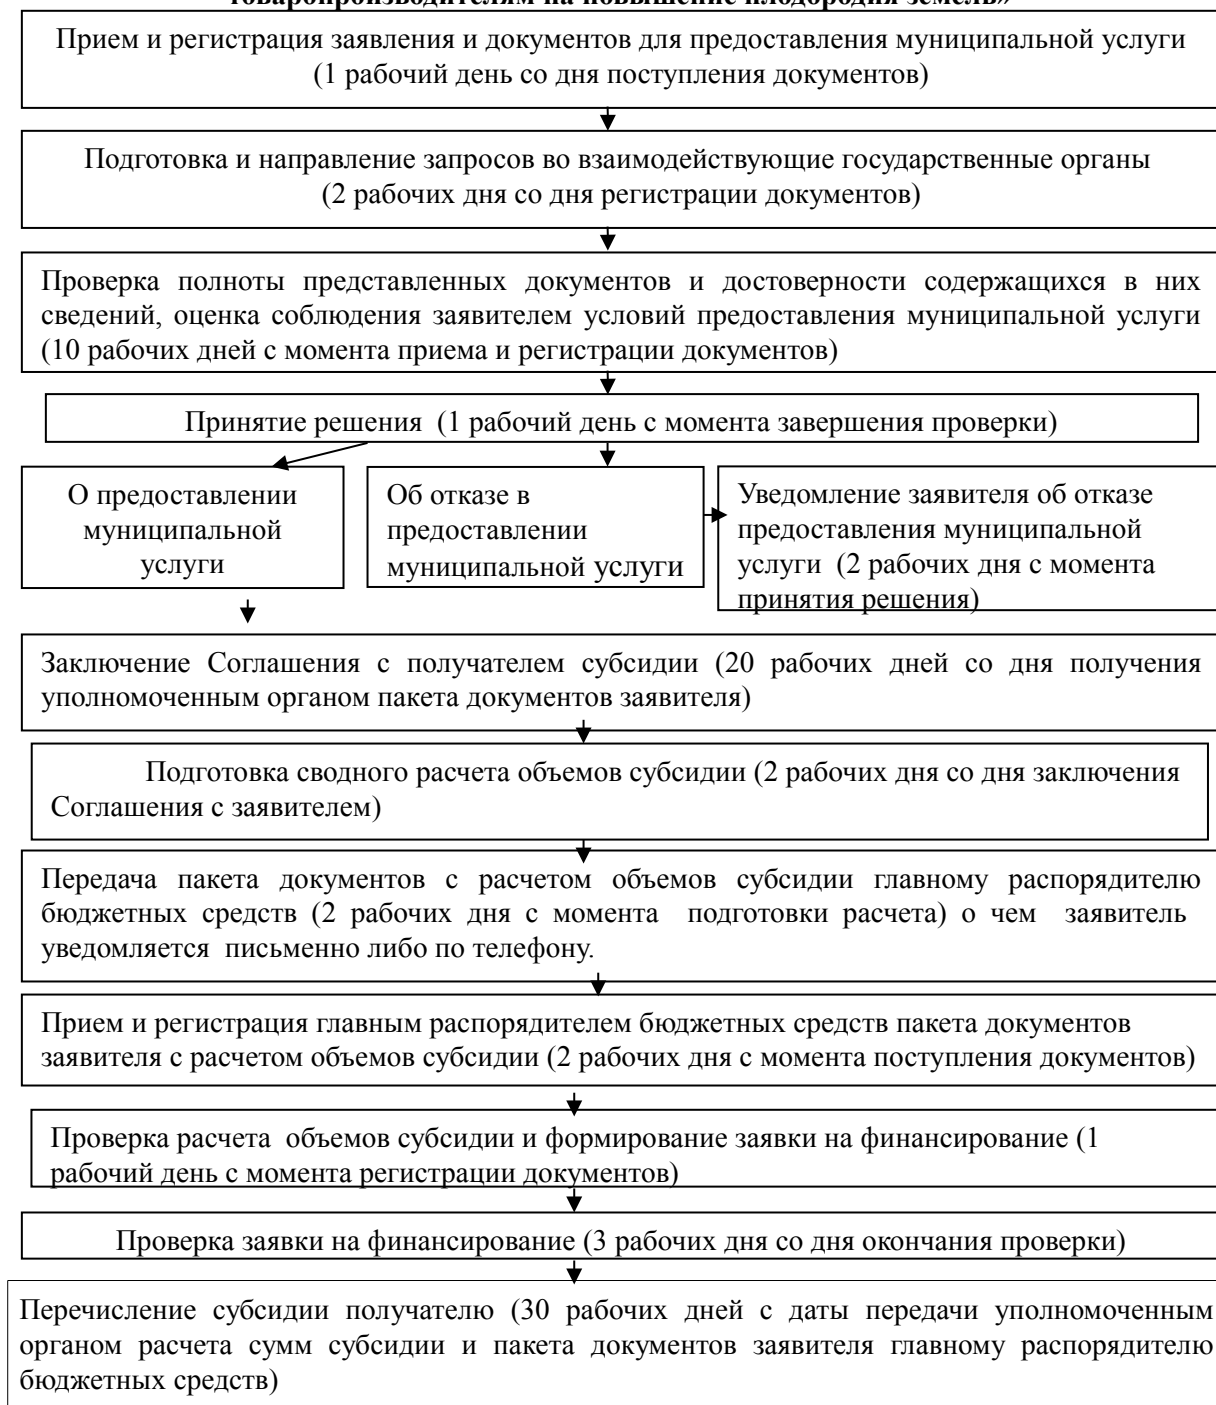 товаропроизводителям на повышение плодородия земель»
Прием и регистрация заявления и документов для предоставления муниципальной услуги
(1 рабочий день со дня поступления документов)
Подготовка и направление запросов во взаимодействующие государственные органы
(2 рабочих дня со дня регистрации документов)
Проверка полноты представленных документов и достоверности содержащихся в них
сведений, оценка соблюдения заявителем условий предоставления муниципальной услуги
(10 рабочих дней с момента приема и регистрации документов)
Принятие решения (1 рабочий день с момента завершения проверки)
О предоставлении
муниципальной
услуги
Об отказе в
предоставлении
муниципальной услуги
Уведомление заявителя об отказе
предоставления муниципальной
услуги (2 рабочих дня с момента
принятия решения)
Заключение Соглашения с получателем субсидии (20 рабочих дней со дня получения
уполномоченным органом пакета документов заявителя)
Подготовка сводного расчета объемов субсидии (2 рабочих дня со дня заключения
Соглашения с заявителем)
Передача пакета документов с расчетом объемов субсидии главному распорядителю
бюджетных средств (2 рабочих дня с момента подготовки расчета) о чем заявитель
уведомляется письменно либо по телефону.
Прием и регистрация главным распорядителем бюджетных средств пакета документов
заявителя с расчетом объемов субсидии (2 рабочих дня с момента поступления документов)
Проверка расчета объемов субсидии и формирование заявки на финансирование (1
рабочий день с момента регистрации документов)
Проверка заявки на финансирование (3 рабочих дня со дня окончания проверки)
Перечисление субсидии получателю (30 рабочих дней с даты передачи уполномоченным
органом расчета сумм субсидии и пакета документов заявителя главному распорядителю
бюджетных средств)